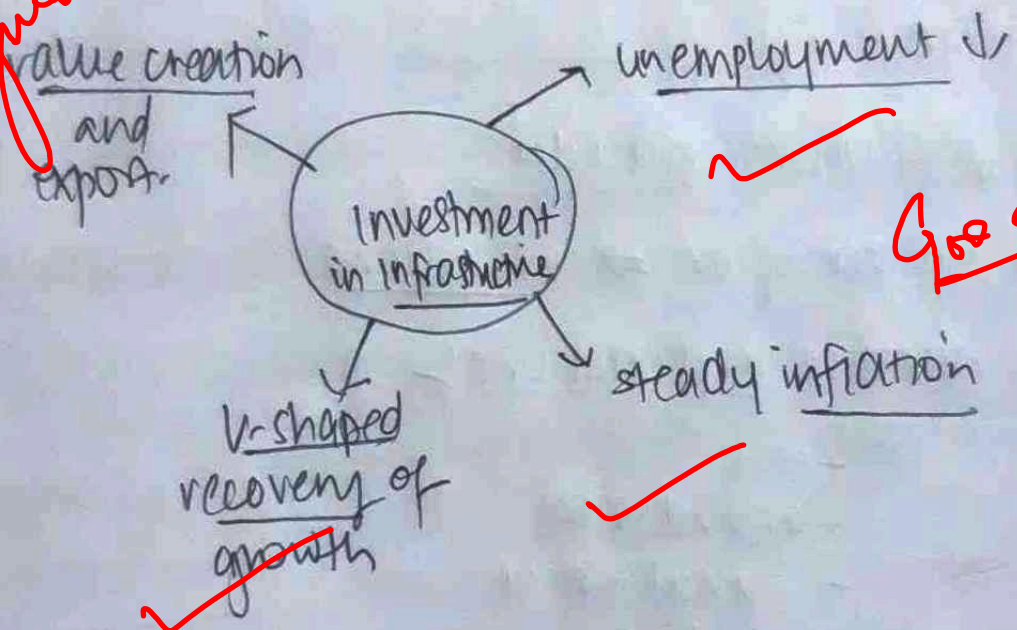 value creation
and
export.
unemployment ↓
Investment
in Infrastructure
steady inflation
V-shaped
recovery of
growth